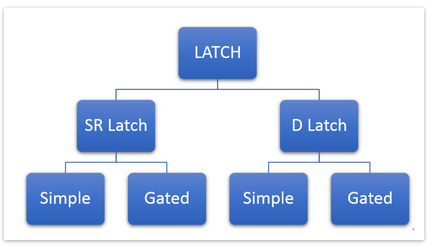 LATCH
SR Latch
D Latch
Simple
Gated
Simple
Gated